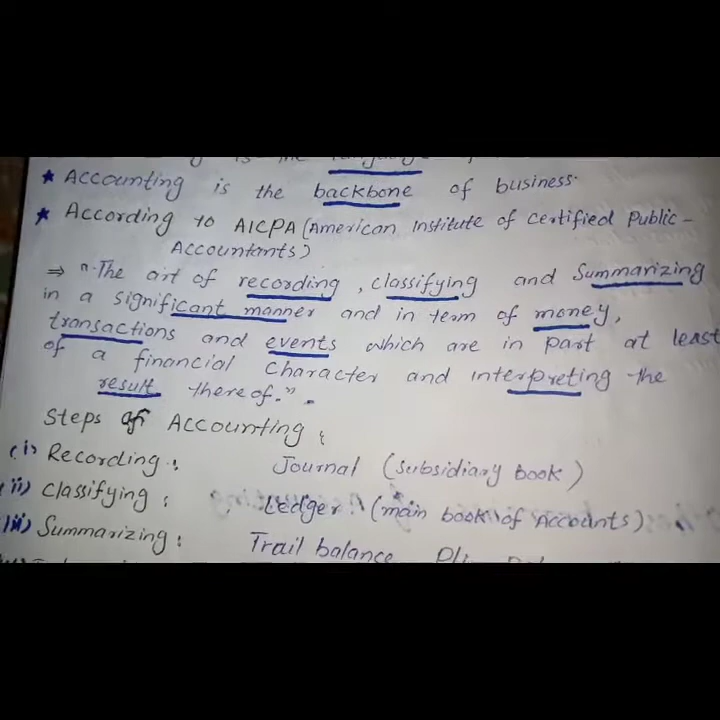 is the language
★ Accounting is the backbone of business.
★ According to AICPA (American Institute of Certified Public -
Accountants)
⇒ "The art of recording, classifying and Summarizing
in a significant manner and in term of money,
transactions and events which are in part at least
of a financial character and interpreting the
result thereof."
Steps of Accounting :
(i) Recording : Journal (Subsidiary book)
(ii) classifying : Ledger (main book of Accounts)
(iii) Summarizing : Trail balance